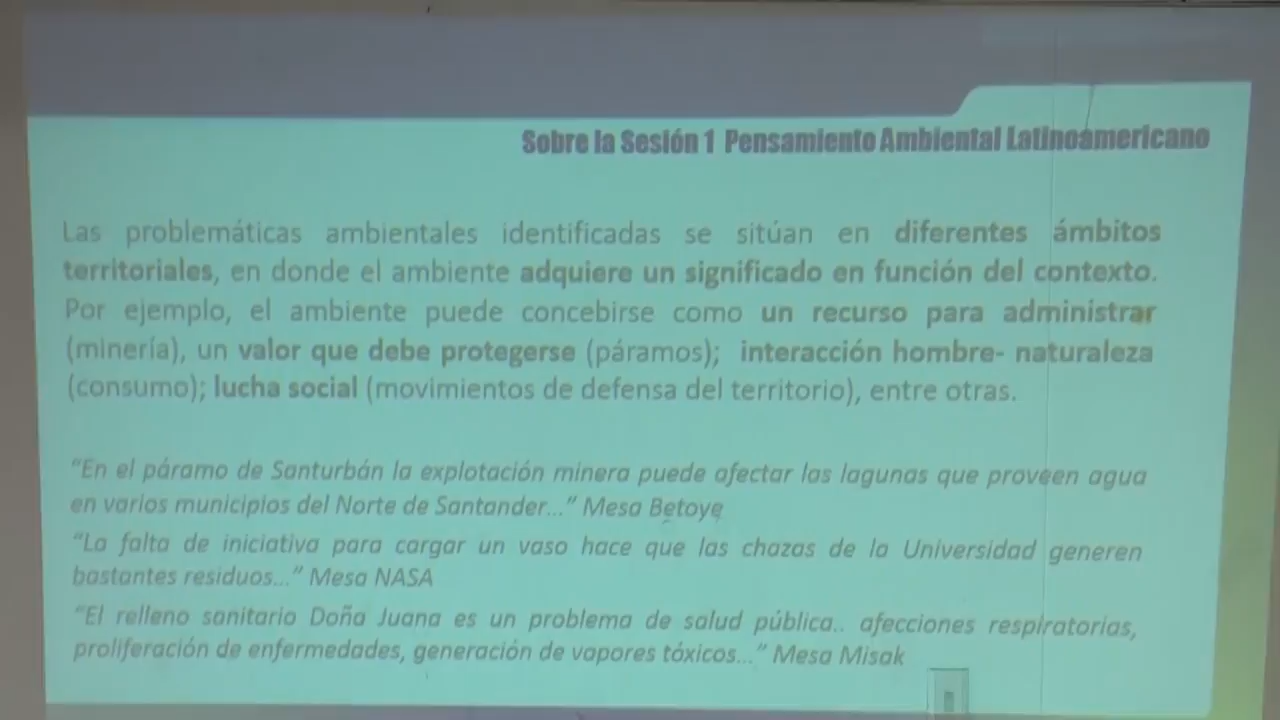 Sobre la Sesión 1 Pensamiento Ambiental Latinoamericano
Las problemáticas ambientales identificadas se sitúan en diferentes ámbitos
territoriales, en donde el ambiente adquiere un significado en función del contexto.
Por ejemplo, el ambiente puede concebirse como un recurso para administrar
(minería), un valor que debe protegerse (páramos); interacción hombre- naturaleza
(consumo); lucha social (movimientos de defensa del territorio), entre otras.
“En el páramo de Santurbán la explotación minera puede afectar las lagunas que proveen agua
en varios municipios del Norte de Santander...” Mesa Betoye
“La falta de iniciativa para cargar un vaso hace que las chazas de la Universidad generen
bastantes residuos...” Mesa NASA
“El relleno sanitario Doña Juana es un problema de salud pública.. afecciones respiratorias,
proliferación de enfermedades, generación de vapores tóxicos...” Mesa Misak